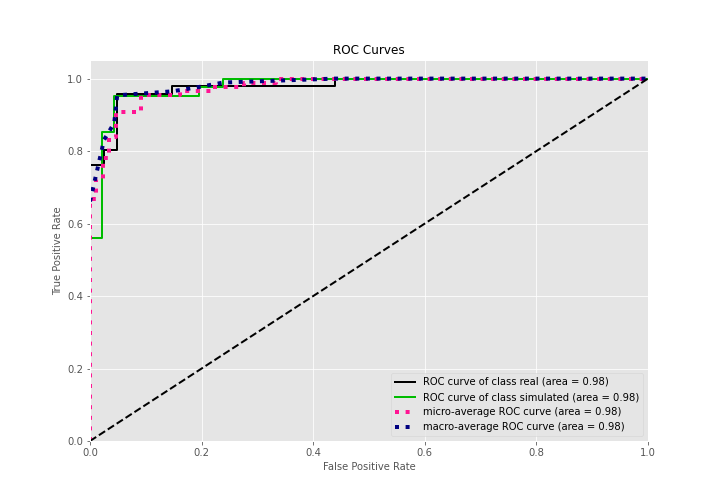 ROC Curves
True Positive Rate
1.0
0.8
0.6
0.4
0.2
0.0
0.0 0.2 0.4 0.6 0.8 1.0
False Positive Rate
ROC curve of class real (area = 0.98)
ROC curve of class simulated (area = 0.98)
micro-average ROC curve (area = 0.98)
macro-average ROC curve (area = 0.98)